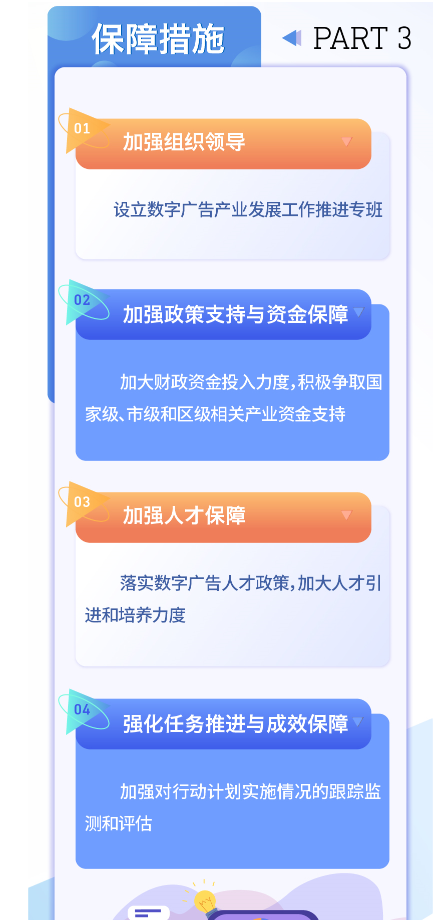 保障措施
PART 3
01
加强组织领导
设立数字广告产业发展工作推进专班
02
加强政策支持与资金保障
加大财政资金投入力度，积极争取国
家级、市级和区级相关产业资金支持
03
加强人才保障
落实数字广告人才政策，加大人才引
进和培养力度
04
强化任务推进与成效保障
加强对行动计划实施情况的跟踪监
测和评估